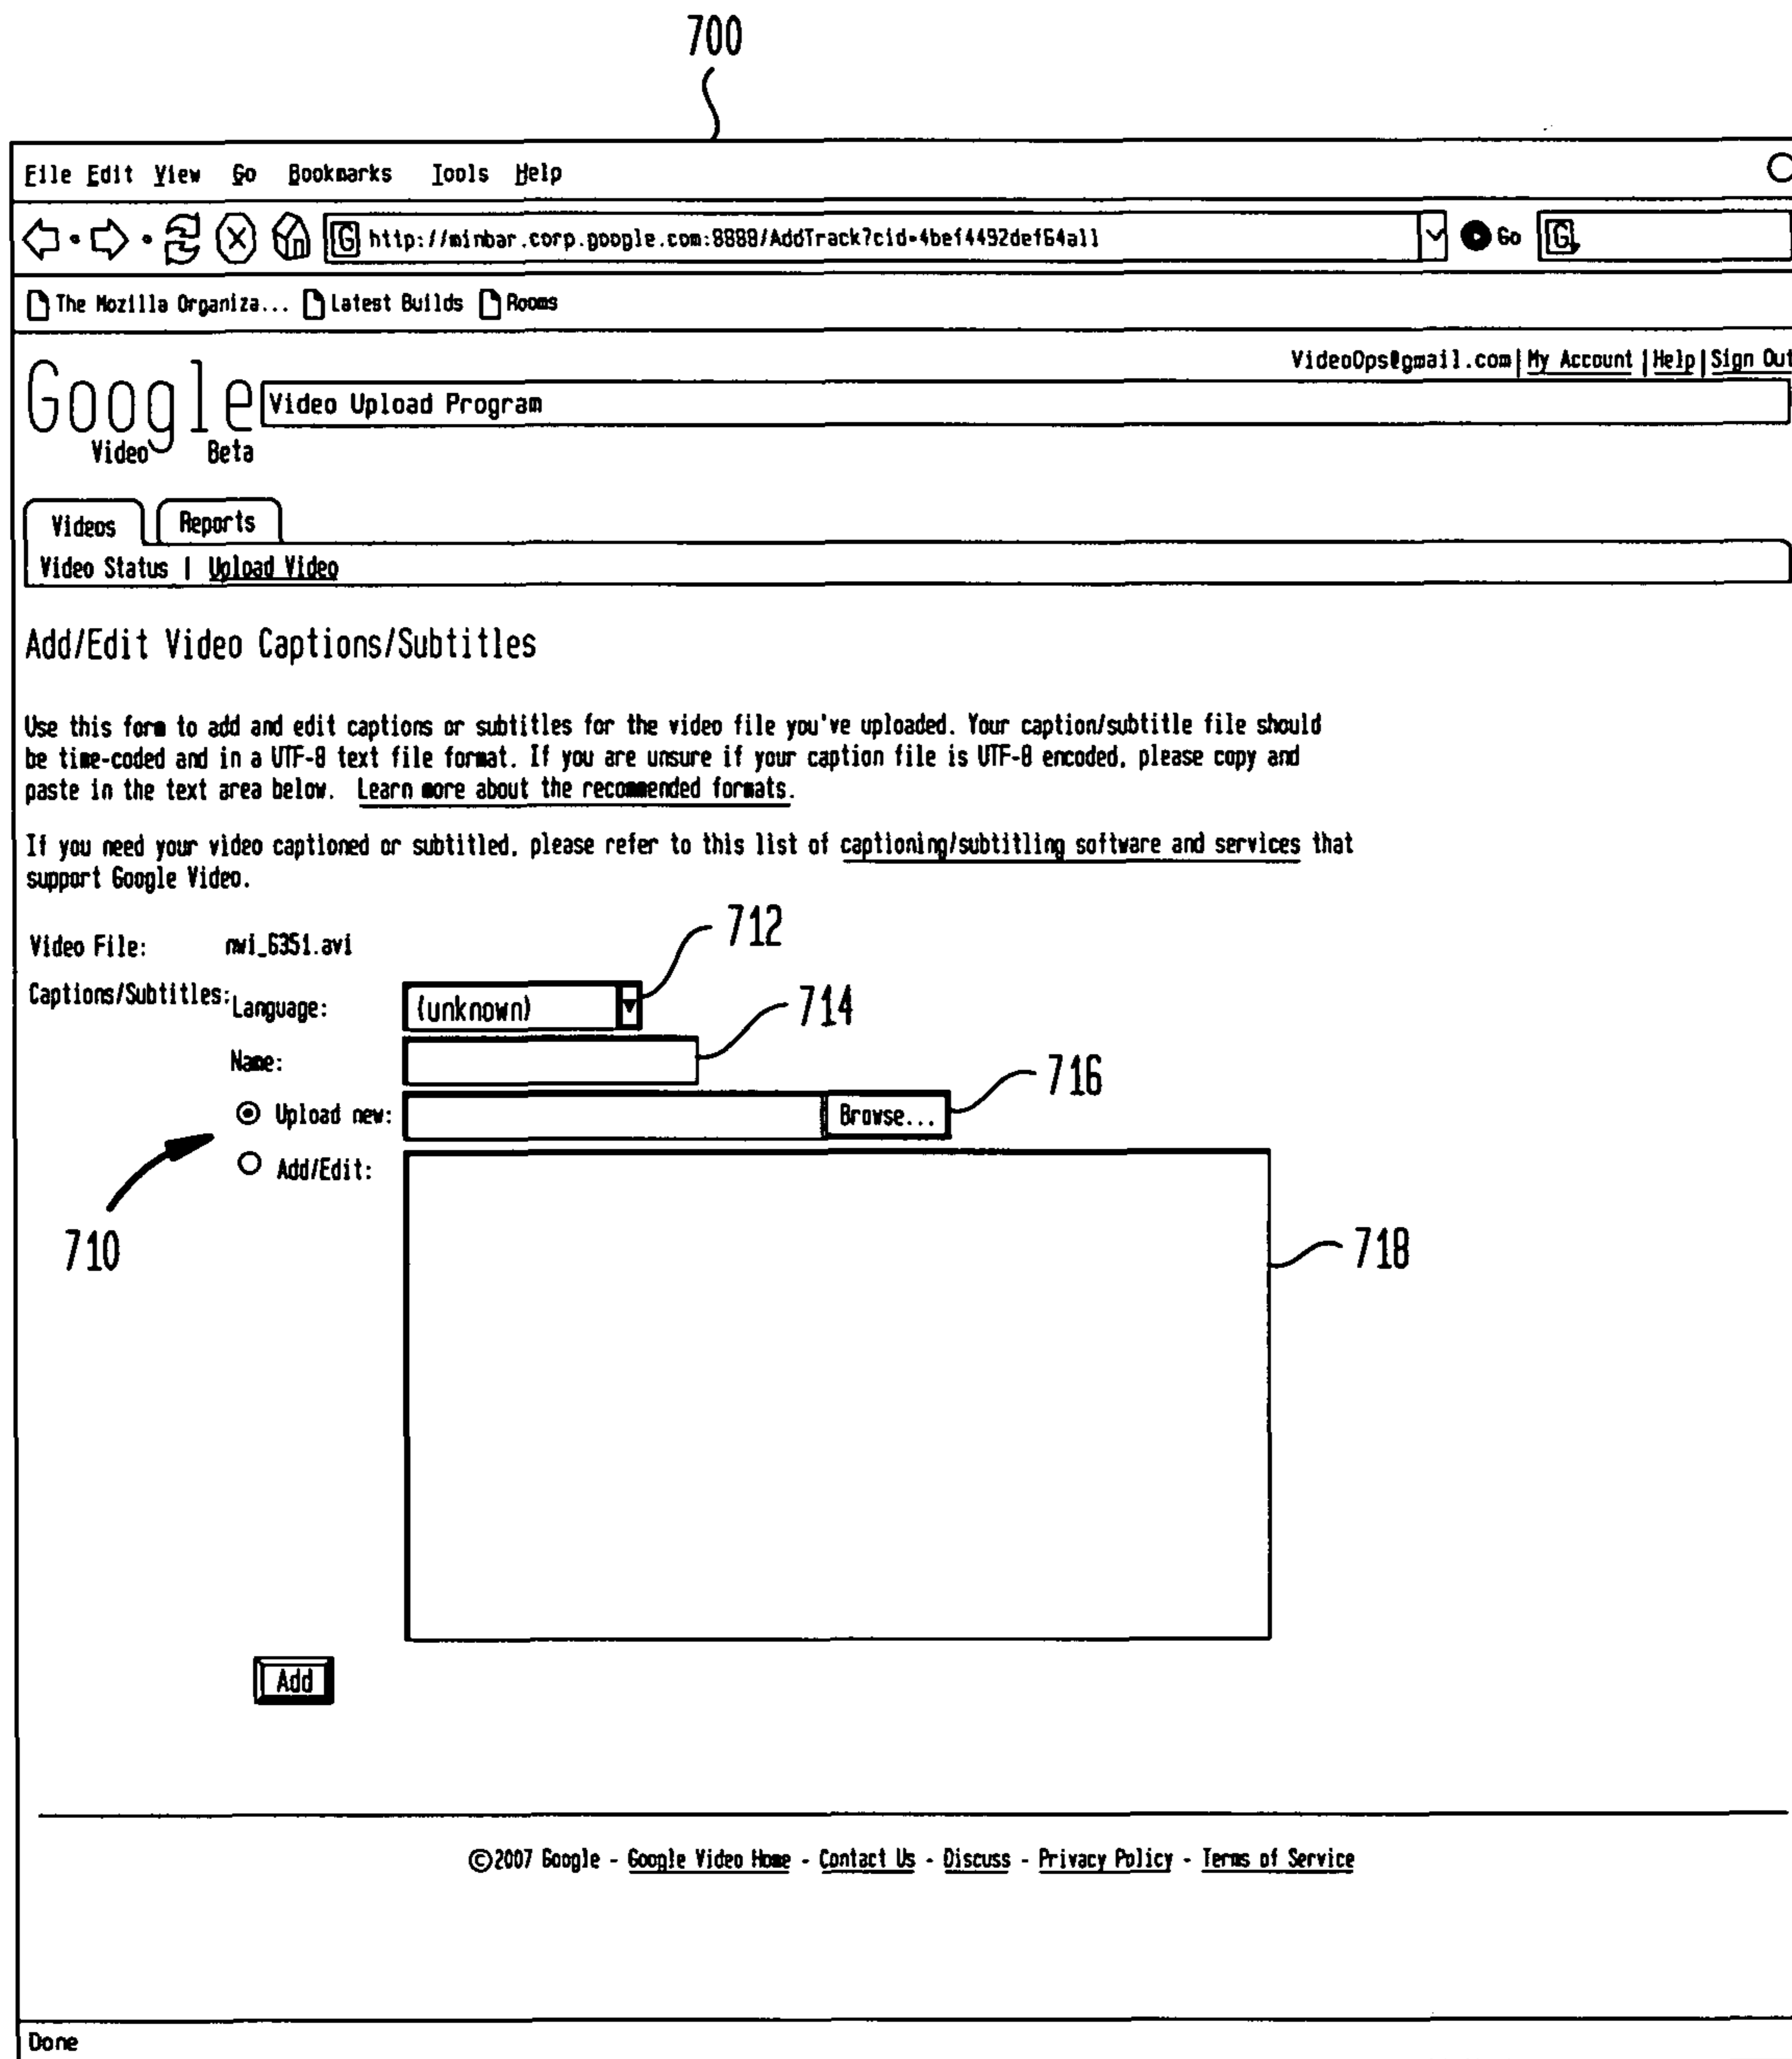 700
File Edit View Go Bookmarks Tools Help
http://minbar.corp.google.com:8888/AddTrack?cid=4bef4492def64a11
Go
G
The Mozilla Organiza... Latest Builds Rooms
VideoOps@gmail.com | My Account | Help | Sign Out
Google
Video Upload Program
Video Beta
Videos Reports
Video Status | Upload Video
Add/Edit Video Captions/Subtitles
Use this form to add and edit captions or subtitles for the video file you've uploaded. Your caption/subtitle file should
be time-coded and in a UTF-8 text file format. If you are unsure if your caption file is UTF-8 encoded, please copy and
paste in the text area below. Learn more about the recommended formats.
If you need your video captioned or subtitled, please refer to this list of captioning/subtitling software and services that
support Google Video.
712
Video File: mvi_6351.avi
Captions/Subtitles: Language: (unknown)
714
Name:
716
Upload new: Browse...
Add/Edit:
710
718
Add
©2007 Google - Google Video Home - Contact Us - Discuss - Privacy Policy - Terms of Service
Done